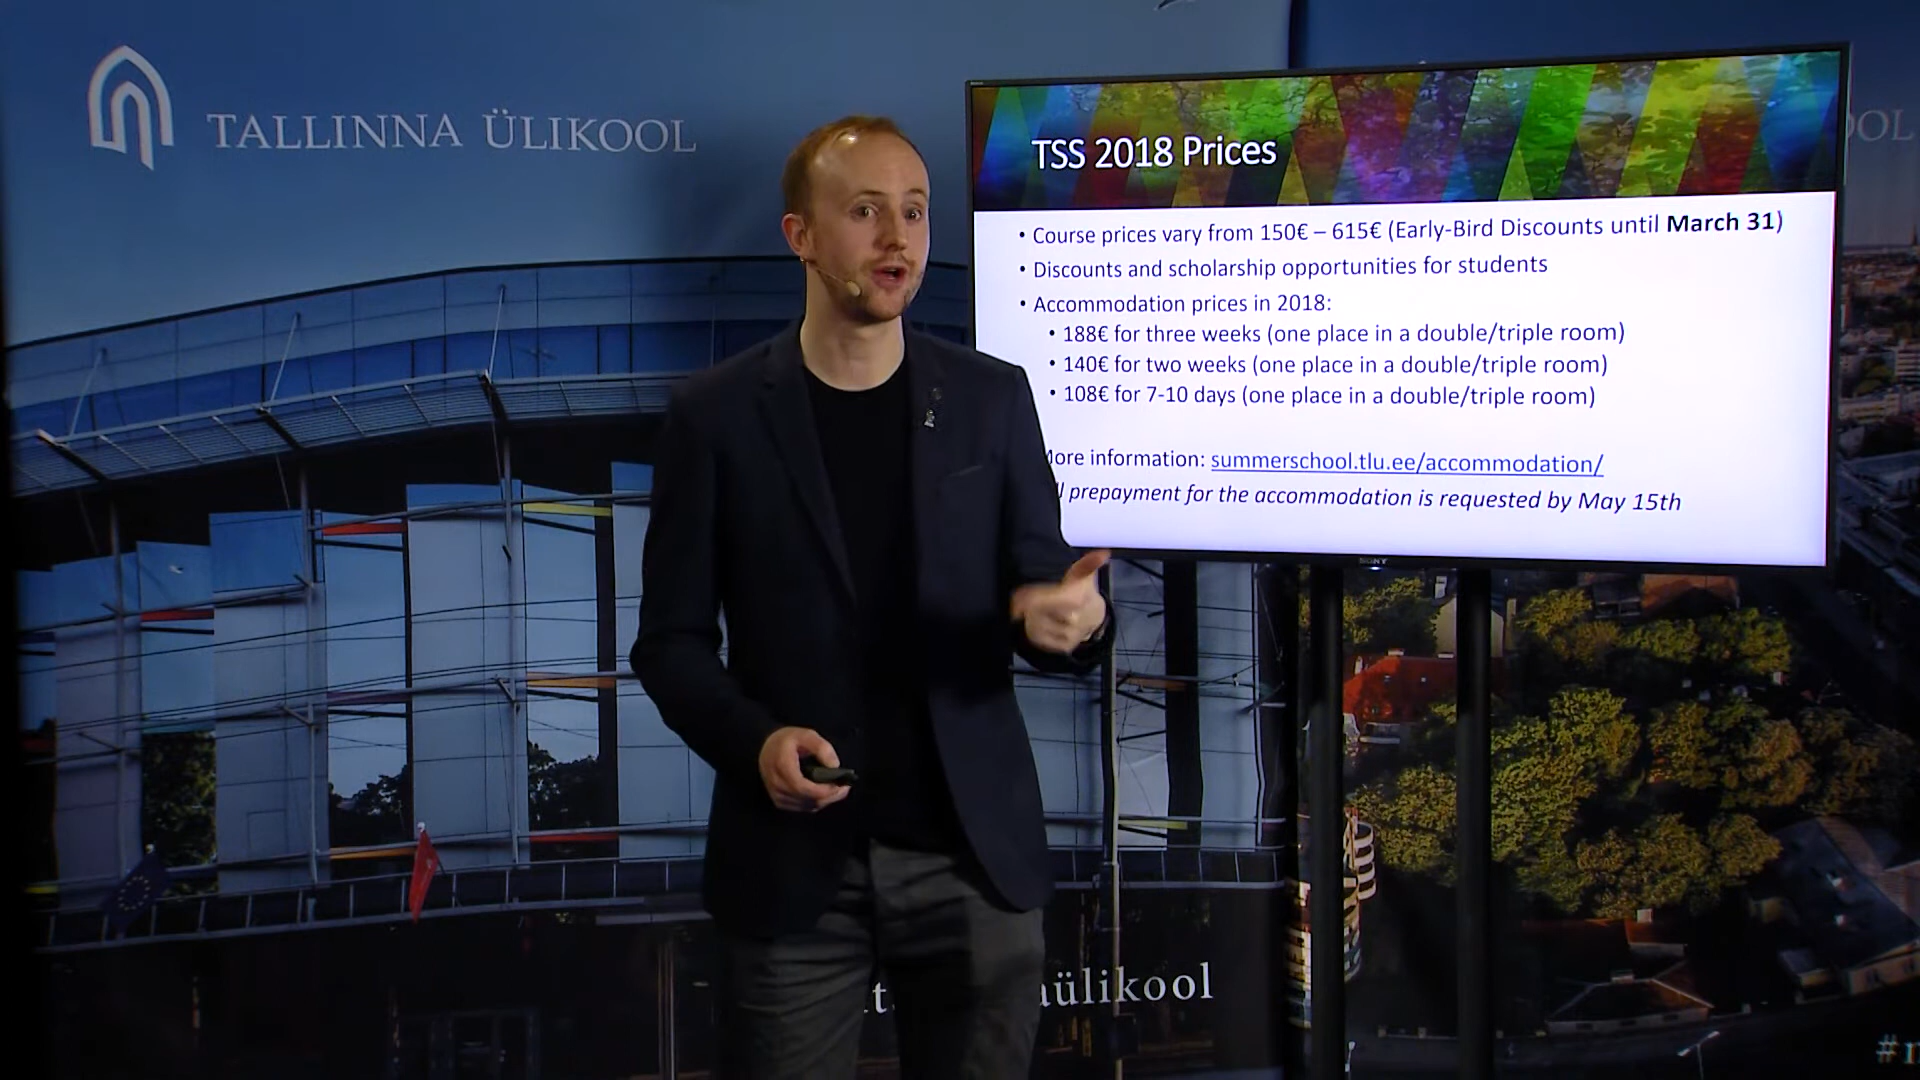 TALLINNA ÜLIKOOL
TSS 2018 Prices
• Course prices vary from 150€ – 615€ (Early-Bird Discounts until March 31)
• Discounts and scholarship opportunities for students
• Accommodation prices in 2018:
• 188€ for three weeks (one place in a double/triple room)
• 140€ for two weeks (one place in a double/triple room)
• 108€ for 7-10 days (one place in a double/triple room)
ore information: summerschool.tlu.ee/accommodation/
prepayment for the accommodation is requested by May 15th
SONY
OOL
aülikool
#